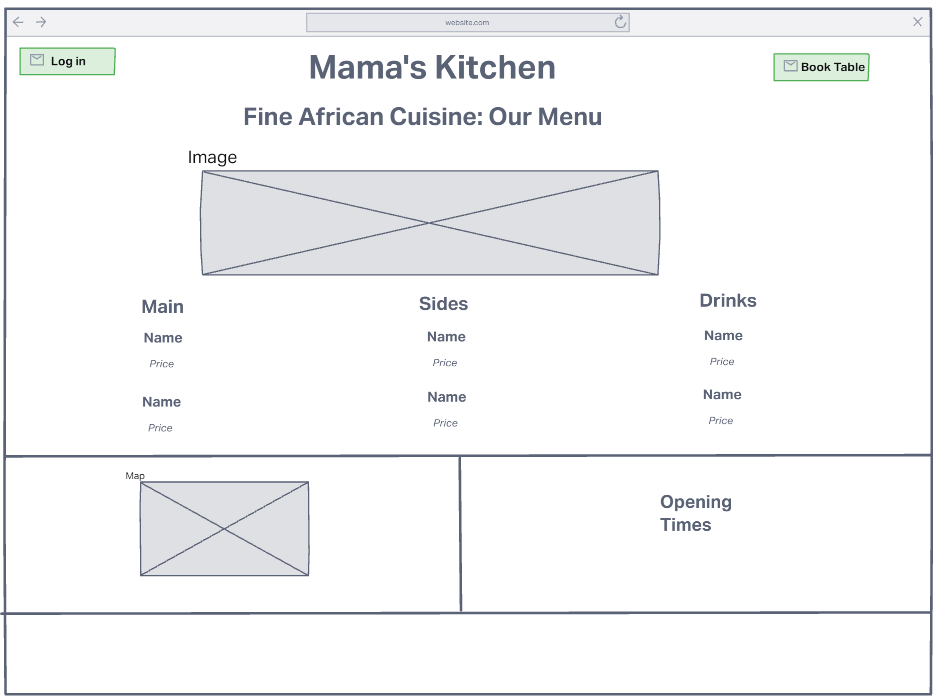 website.com
Log in
Mama's Kitchen
Book Table
Fine African Cuisine: Our Menu
Image
Main
Sides
Drinks
Name
Name
Name
Price
Price
Price
Name
Name
Name
Price
Price
Price
Map
Opening
Times